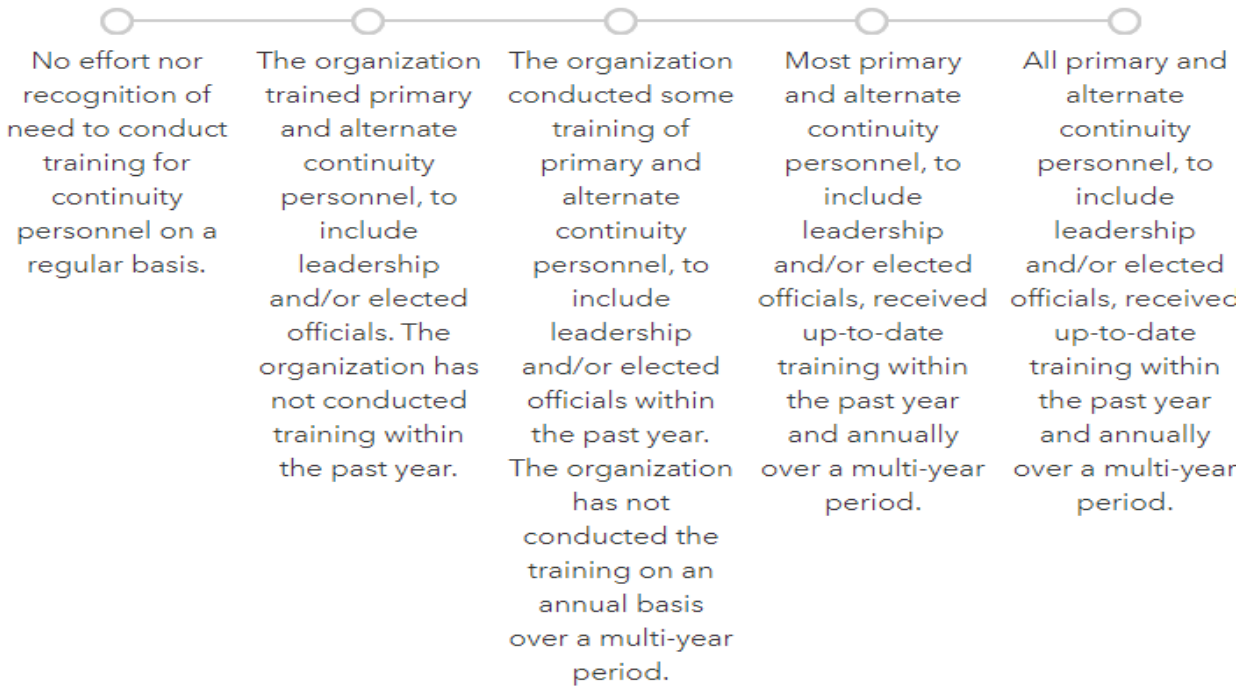 No effort nor
recognition of
need to conduct
training for
continuity
personnel on a
regular basis.
The organization
trained primary
and alternate
continuity
personnel, to
include
leadership
and/or elected
officials. The
organization has
not conducted
training within
the past year.
The organization
conducted some
training of
primary and
alternate
continuity
personnel, to
include
leadership
and/or elected
officials within
the past year.
The organization
has not
conducted the
training on an
annual basis
over a multi-year
period.
Most primary
and alternate
continuity
personnel, to
include
leadership
and/or elected
officials, received
up-to-date
training within
the past year
and annually
over a multi-year
period.
All primary and
alternate
continuity
personnel, to
include
leadership
and/or elected
officials, received
up-to-date
training within
the past year
and annually
over a multi-year
period.